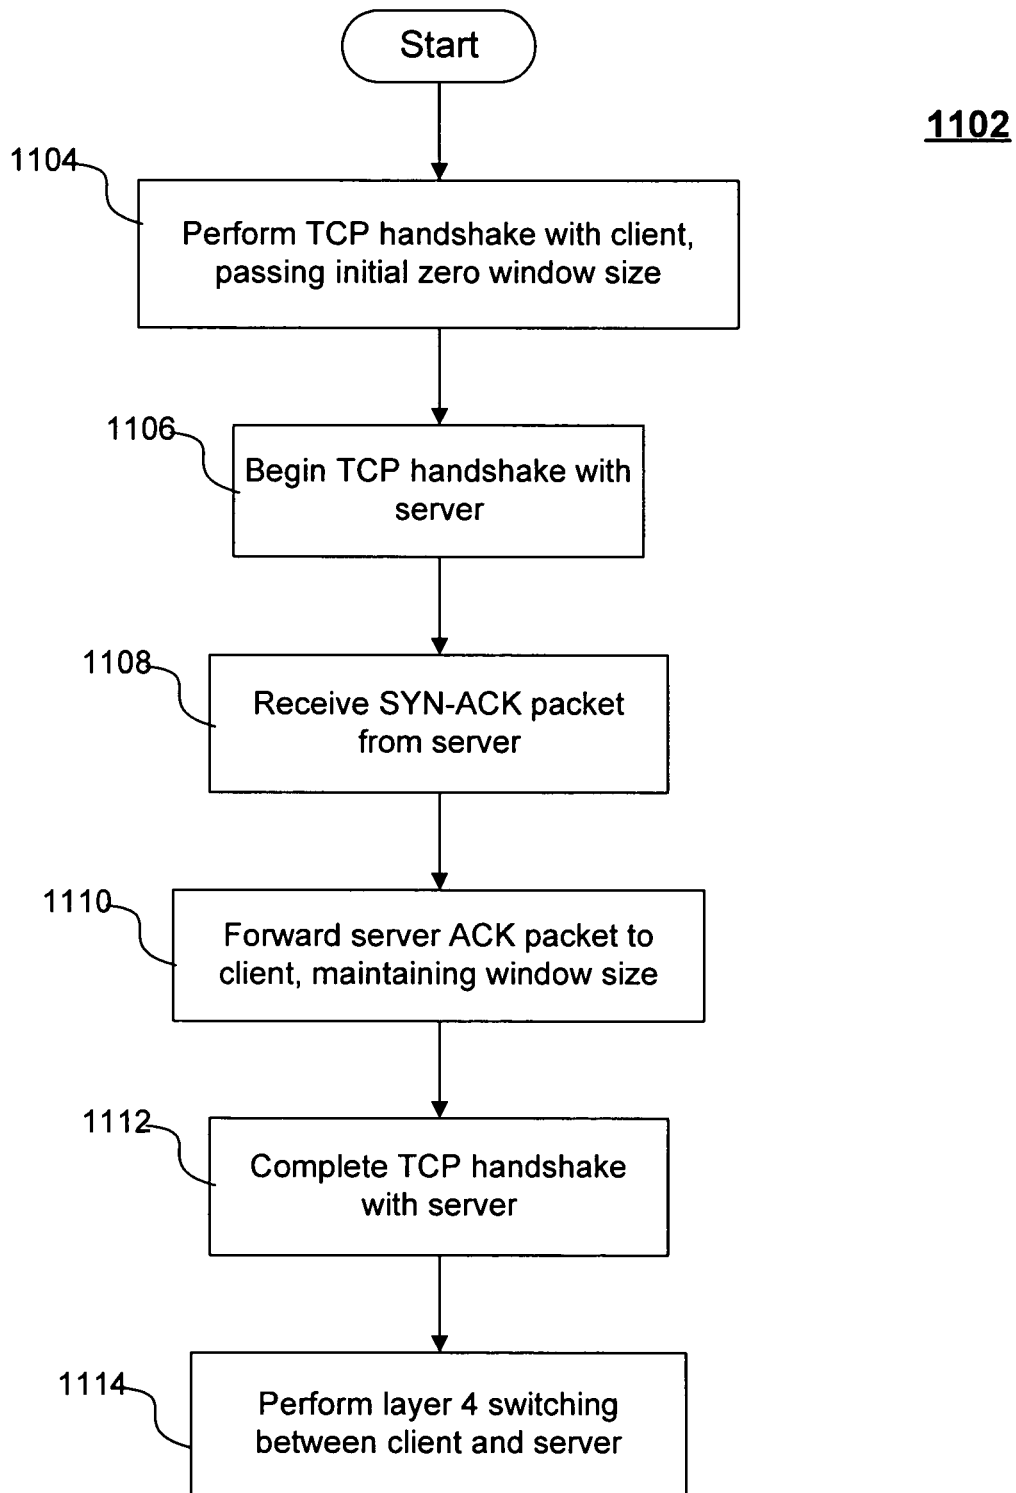 Start
1102
1104
Perform TCP handshake with client,
passing initial zero window size
1106
Begin TCP handshake with
server
1108
Receive SYN-ACK packet
from server
1110
Forward server ACK packet to
client, maintaining window size
1112
Complete TCP handshake
with server
1114
Perform layer 4 switching
between client and server